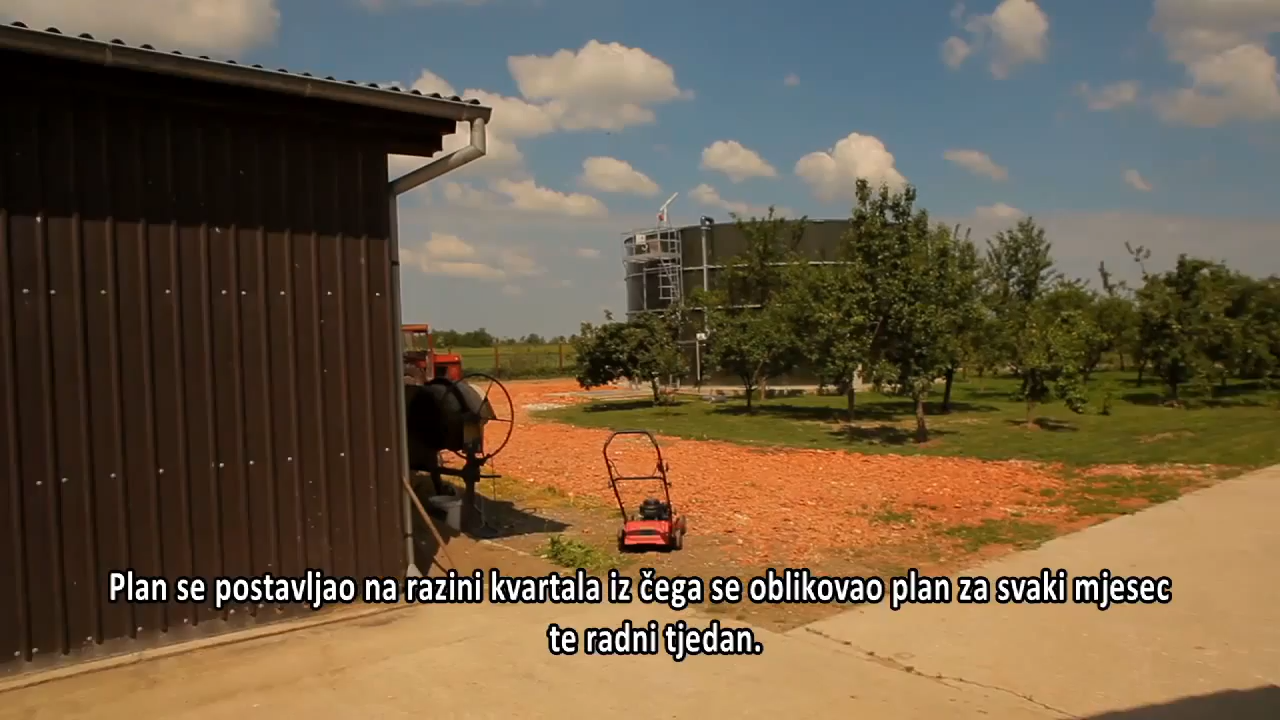 Plan se postavljao na razini kvartala iz čega se oblikovao plan za svaki mjesec
te radni tjedan.